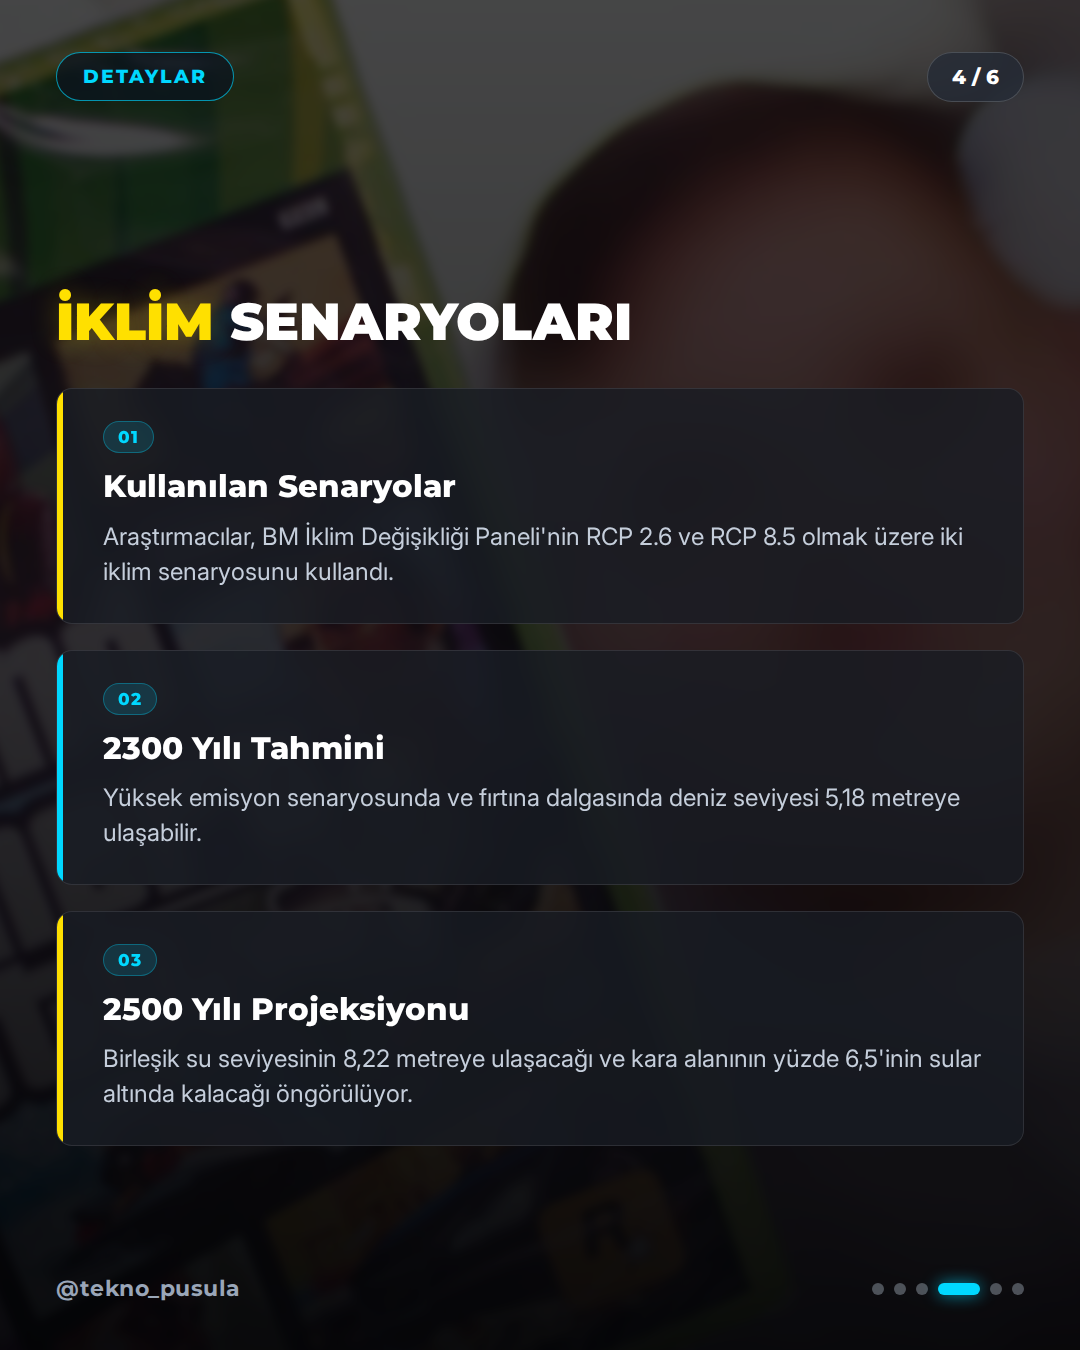 DETAYLAR
4 / 6
İKLİM SENARYOLARI
01
Kullanılan Senaryolar
Araştırmacılar, BM İklim Değişikliği Paneli'nin RCP 2.6 ve RCP 8.5 olmak üzere iki
iklim senaryosunu kullandı.
02
2300 Yılı Tahmini
Yüksek emisyon senaryosunda ve fırtına dalgasında deniz seviyesi 5,18 metreye
ulaşabilir.
03
2500 Yılı Projeksiyonu
Birleşik su seviyesinin 8,22 metreye ulaşacağı ve kara alanının yüzde 6,5'inin sular
altında kalacağı öngörülüyor.
@tekno_pusula